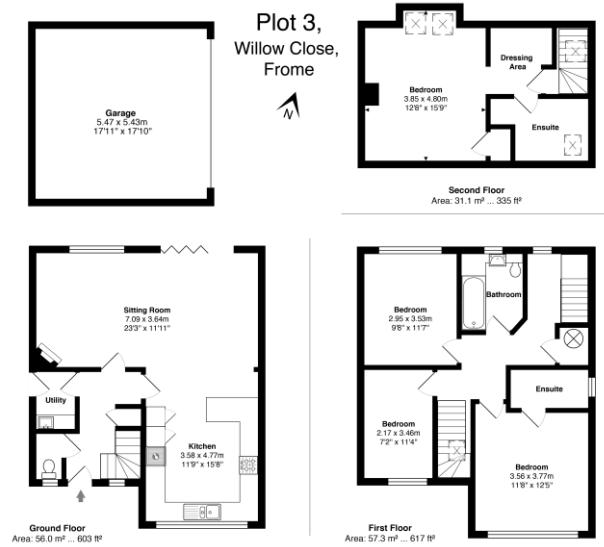 Plot 3,
Willow Close,
Frome
N
Garage
5.47 x 5.43m
17'11" x 17'10"
Bedroom
3.85 x 4.80m
12'8" x 15'9"
Dressing
Area
Ensuite
Second Floor
Area: 31.1 m² ... 335 ft²
Sitting Room
7.09 x 3.64m
23'3" x 11'11"
Utility
Kitchen
3.58 x 4.77m
11'9" x 15'8"
Ground Floor
Area: 56.0 m² ... 603 ft²
Bedroom
2.95 x 3.53m
9'8" x 11'7"
Bathroom
Ensuite
Bedroom
2.17 x 3.46m
7'2" x 11'4"
Bedroom
3.56 x 3.77m
11'8" x 12'5"
First Floor
Area: 57.3 m² ... 617 ft²